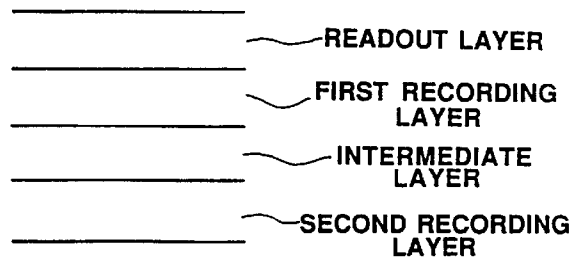 READOUT LAYER
FIRST RECORDING
LAYER
INTERMEDIATE
LAYER
SECOND RECORDING
LAYER